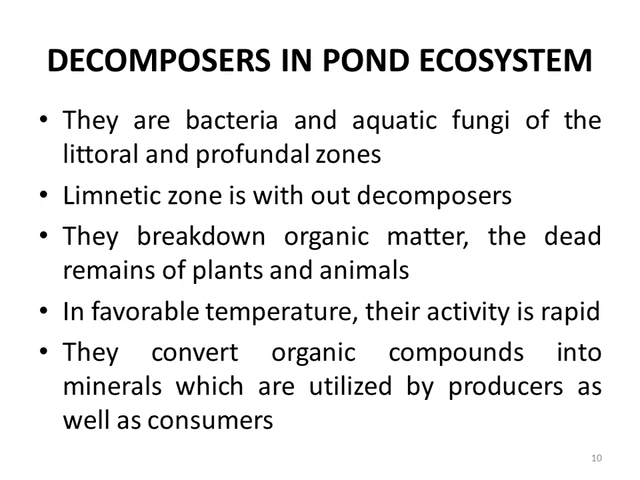 DECOMPOSERS IN POND ECOSYSTEM
• They are bacteria and aquatic fungi of the
littoral and profundal zones
• Limnetic zone is with out decomposers
• They breakdown organic matter, the dead
remains of plants and animals
• In favorable temperature, their activity is rapid
• They convert organic compounds into
minerals which are utilized by producers as
well as consumers
10